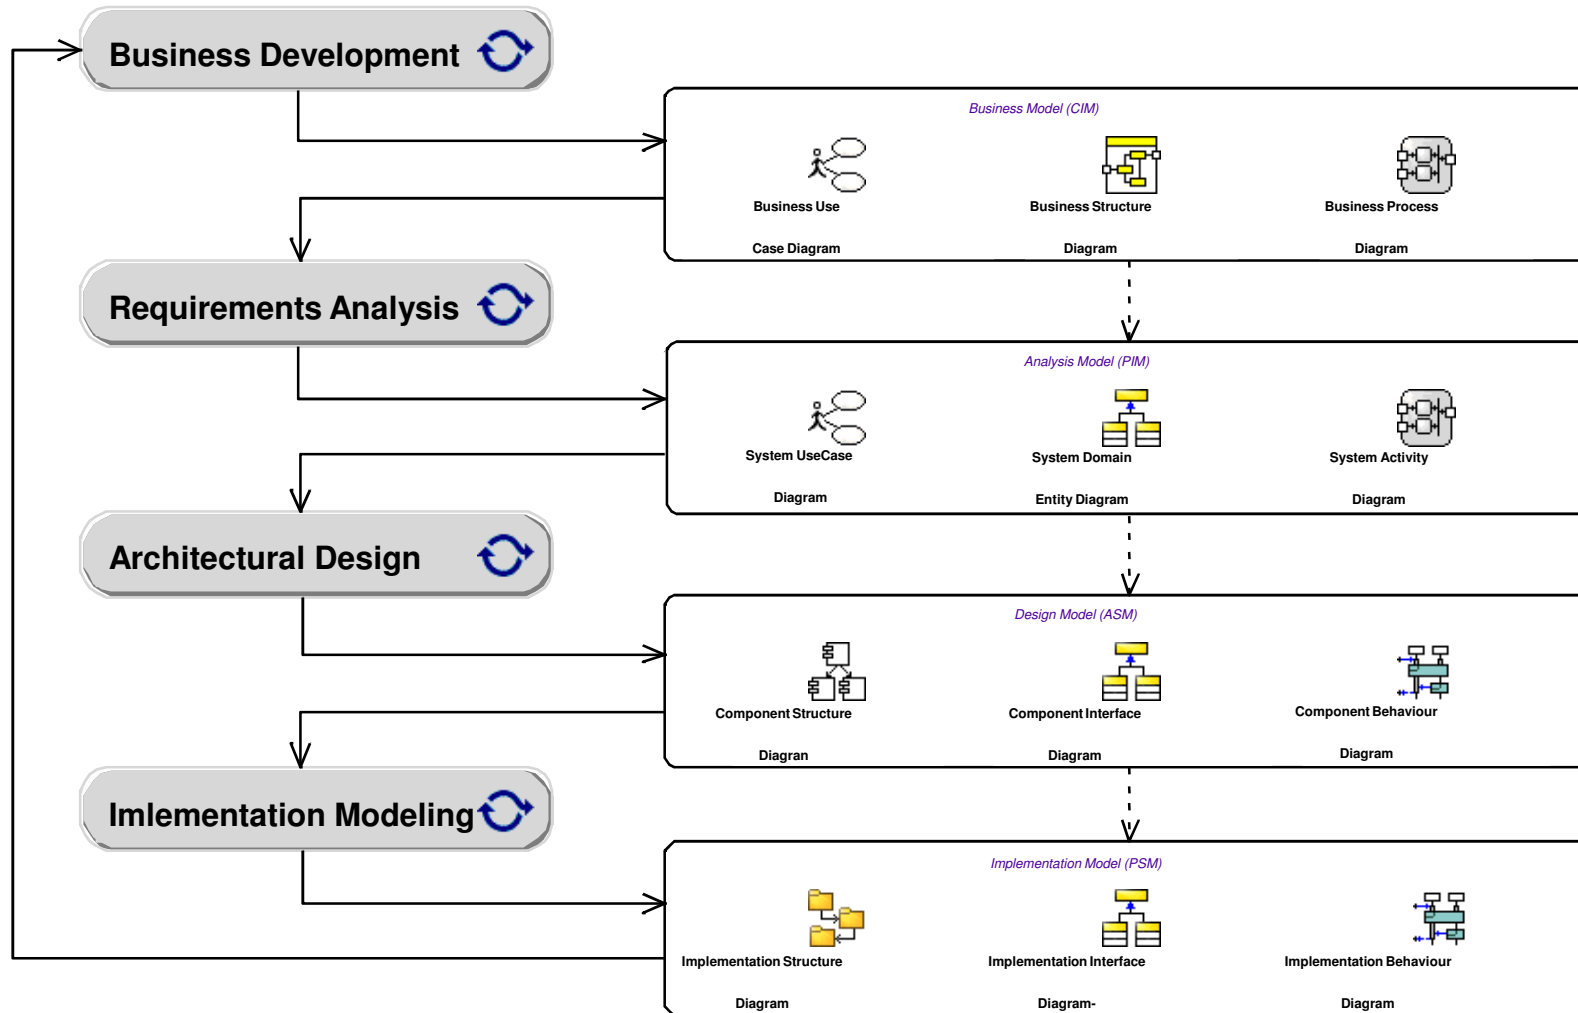 Business Development
Business Model (CIM)
Business Use
Case Diagram
Business Structure
Diagram
Business Process
Diagram
Requirements Analysis
Analysis Model (PIM)
System UseCase
Diagram
System Domain
Entity Diagram
System Activity
Diagram
Architectural Design
Design Model (ASM)
Component Structure
Diagran
Component Interface
Diagram
Component Behaviour
Diagram
Imlementation Modeling
Implementation Model (PSM)
Implementation Structure
Diagram
Implementation Interface
Diagram-
Implementation Behaviour
Diagram